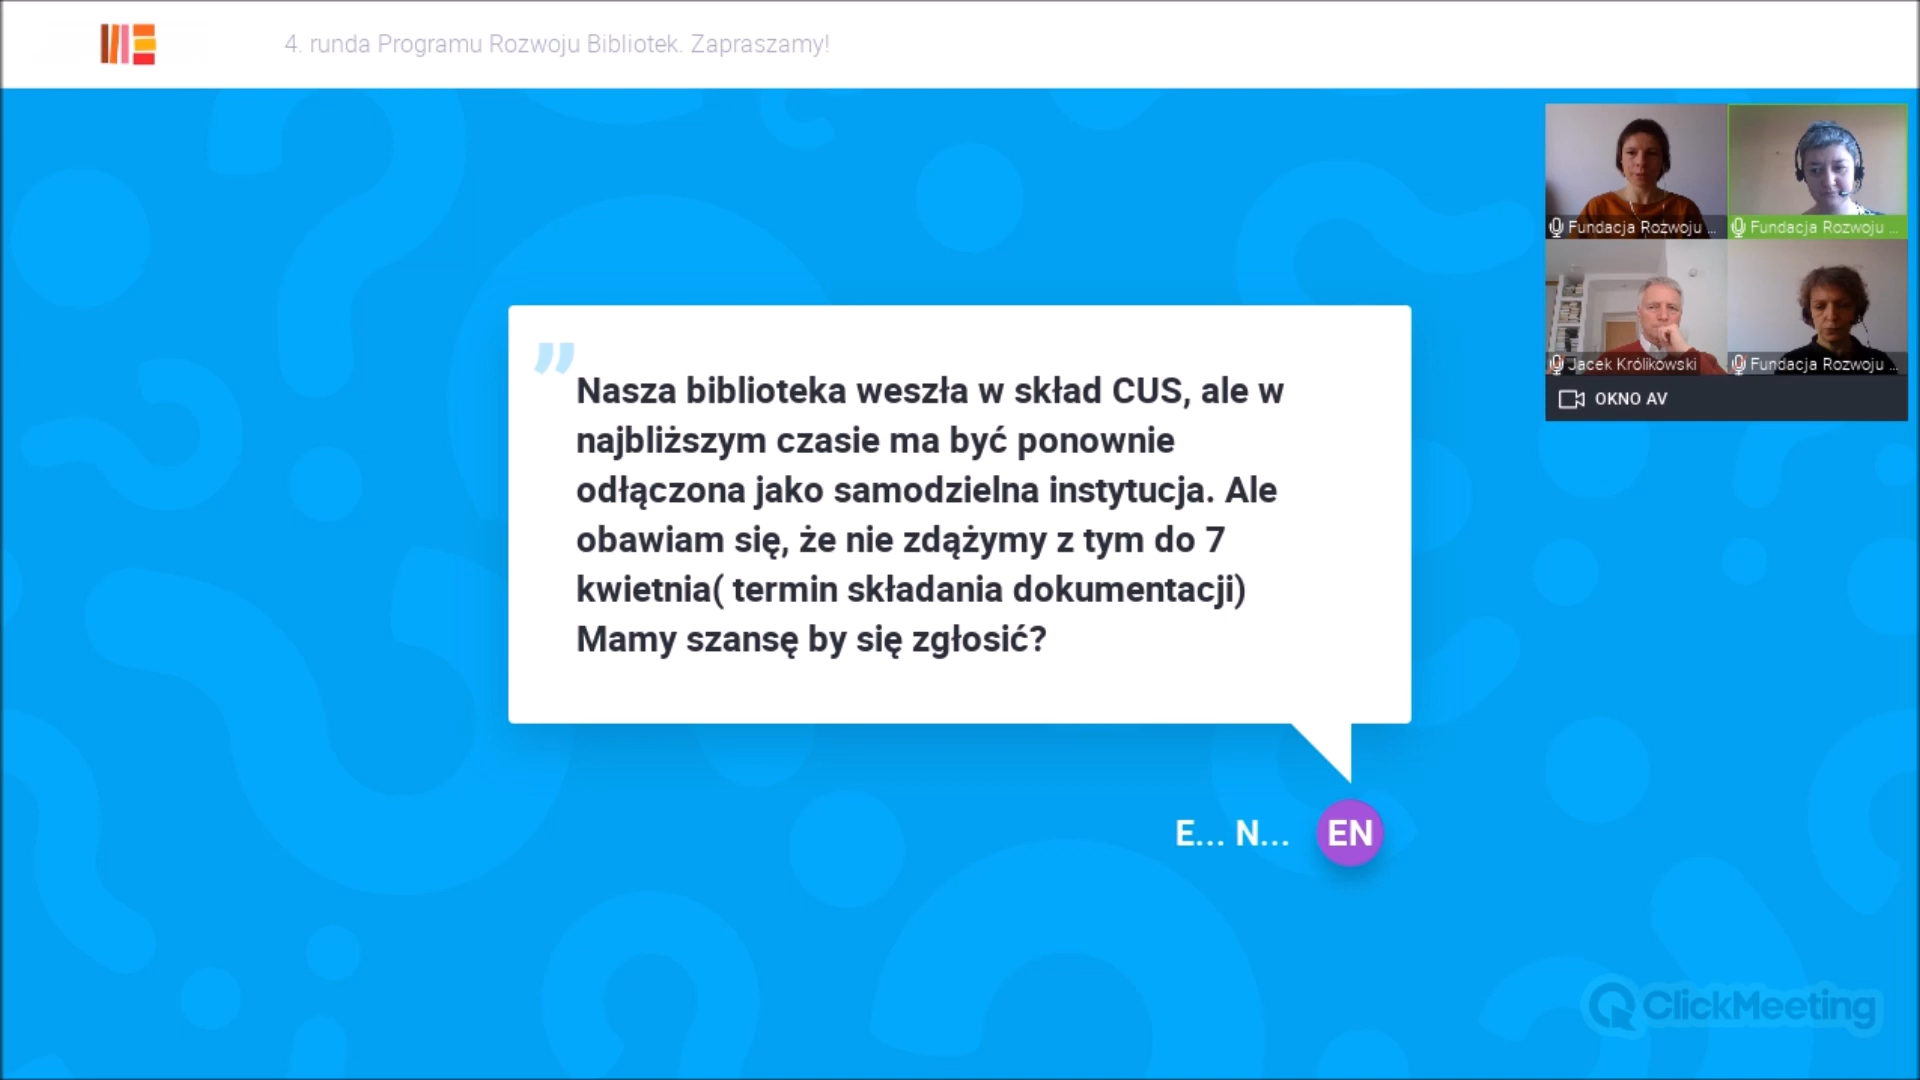 4. runda Programu Rozwoju Bibliotek. Zapraszamy!
Fundacja Rozwoju ...
Fundacja Rozwoju ...
Jacek Królikowski
Fundacja Rozwoju ...
OKNO AV
”
Nasza biblioteka weszła w skład CUS, ale w
najbliższym czasie ma być ponownie
odłączona jako samodzielna instytucja. Ale
obawiam się, że nie zdążymy z tym do 7
kwietnia( termin składania dokumentacji)
Mamy szansę by się zgłosić?
E... N...
EN
ClickMeeting